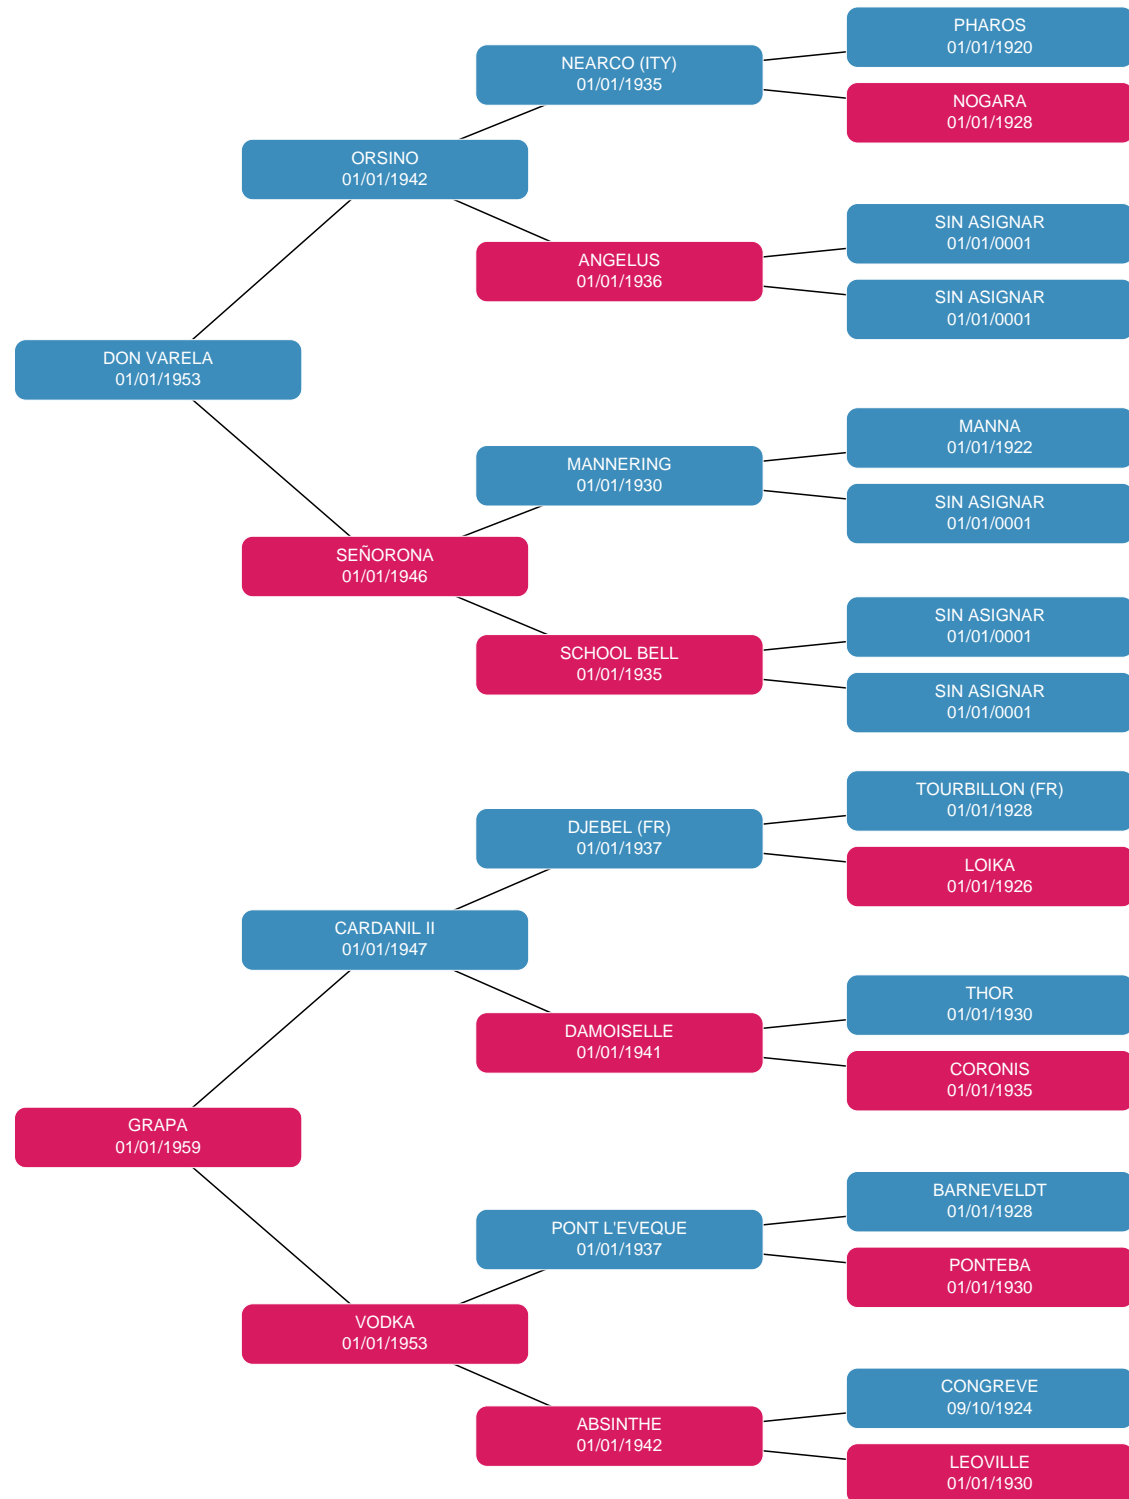 PHAROS
01/01/1920
NEARCO (ITY)
01/01/1935
NOGARA
01/01/1928
ORSINO
01/01/1942
SIN ASIGNAR
01/01/0001
ANGELUS
01/01/1936
SIN ASIGNAR
01/01/0001
DON VARELA
01/01/1953
MANNA
01/01/1922
MANNERING
01/01/1930
SIN ASIGNAR
01/01/0001
SEÑORONA
01/01/1946
SIN ASIGNAR
01/01/0001
SCHOOL BELL
01/01/1935
SIN ASIGNAR
01/01/0001
TOURBILLON (FR)
01/01/1928
DJEBEL (FR)
01/01/1937
LOIKA
01/01/1926
CARDANIL II
01/01/1947
THOR
01/01/1930
DAMOISELLE
01/01/1941
CORONIS
01/01/1935
GRAPA
01/01/1959
BARNEVELDT
01/01/1928
PONT L'EVEQUE
01/01/1937
PONTEBA
01/01/1930
VODKA
01/01/1953
CONGREVE
09/10/1924
ABSINTHE
01/01/1942
LEOVILLE
01/01/1930